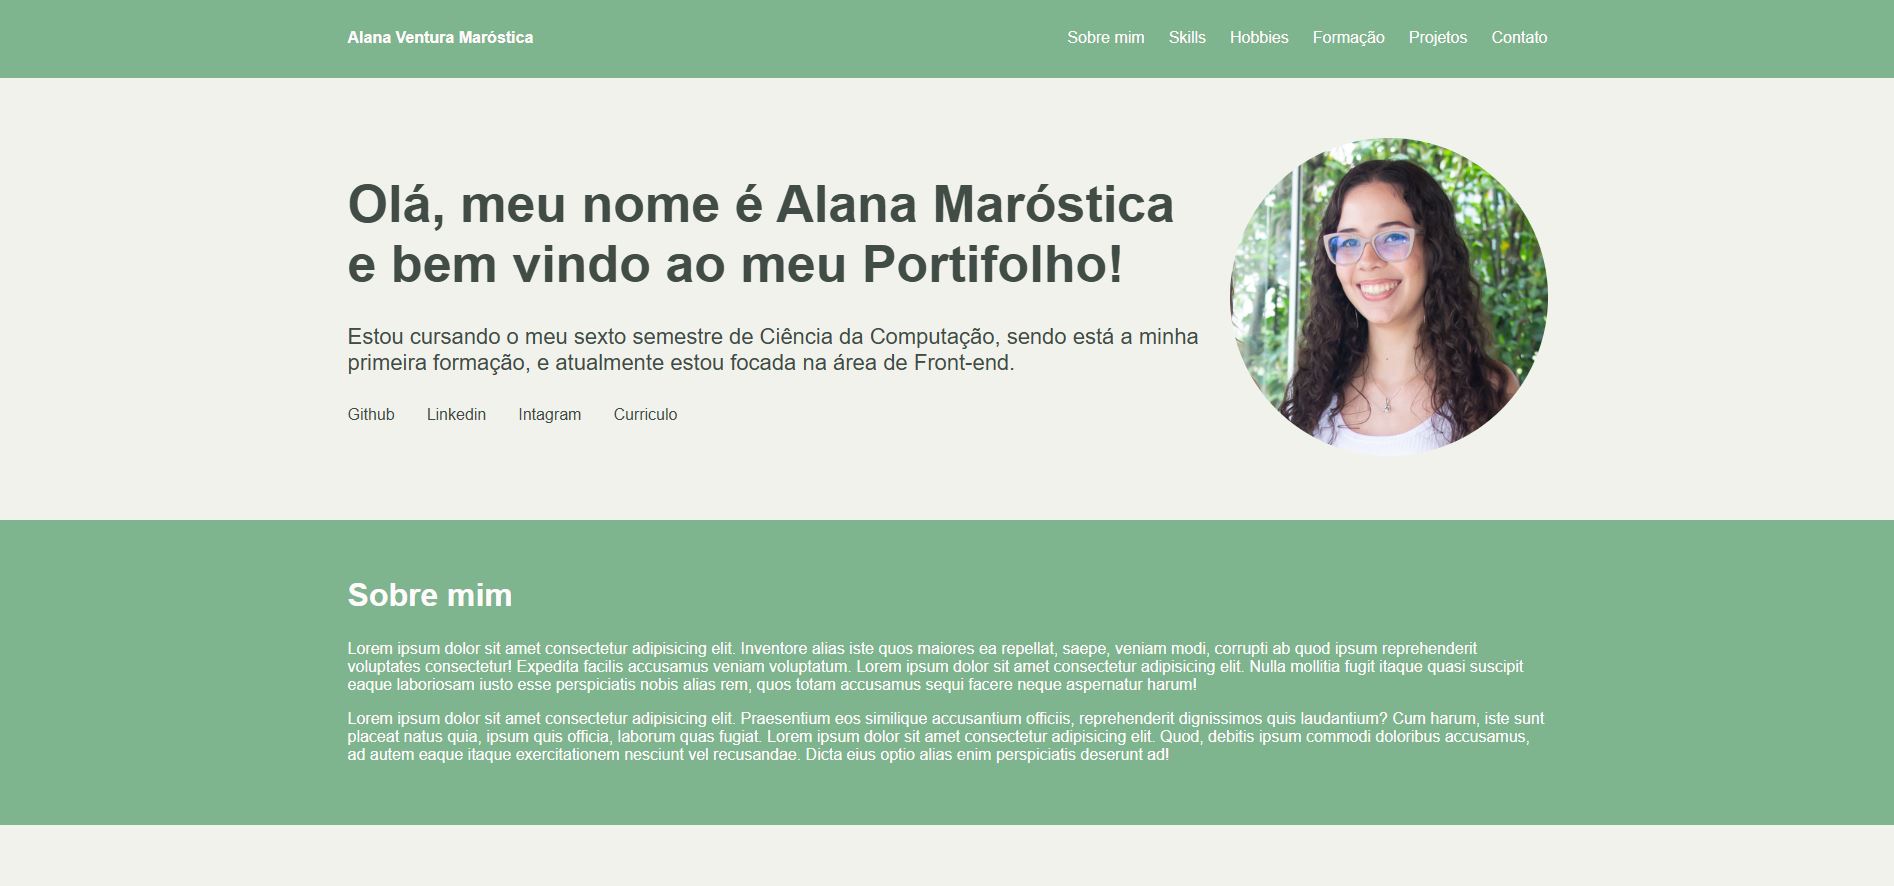 Alana Ventura Maróstica
Sobre mim Skills Hobbies Formação Projetos Contato
Olá, meu nome é Alana Maróstica
e bem vindo ao meu Portifolho!
Estou cursando o meu sexto semestre de Ciência da Computação, sendo está a minha
primeira formação, e atualmente estou focada na área de Front-end.
Github Linkedin Intagram Curriculo
Sobre mim
Lorem ipsum dolor sit amet consectetur adipisicing elit. Inventore alias iste quos maiores ea repellat, saepe, veniam modi, corrupti ab quod ipsum reprehenderit
voluptates consectetur! Expedita facilis accusamus veniam voluptatum. Lorem ipsum dolor sit amet consectetur adipisicing elit. Nulla mollitia fugit itaque quasi suscipit
eaque laboriosam iusto esse perspiciatis nobis alias rem, quos totam accusamus sequi facere neque aspernatur harum!
Lorem ipsum dolor sit amet consectetur adipisicing elit. Praesentium eos similique accusantium officiis, reprehenderit dignissimos quis laudantium? Cum harum, iste sunt
placeat natus quia, ipsum quis officia, laborum quas fugiat. Lorem ipsum dolor sit amet consectetur adipisicing elit. Quod, debitis ipsum commodi doloribus accusamus,
ad autem eaque itaque exercitationem nesciunt vel recusandae. Dicta eius optio alias enim perspiciatis deserunt ad!